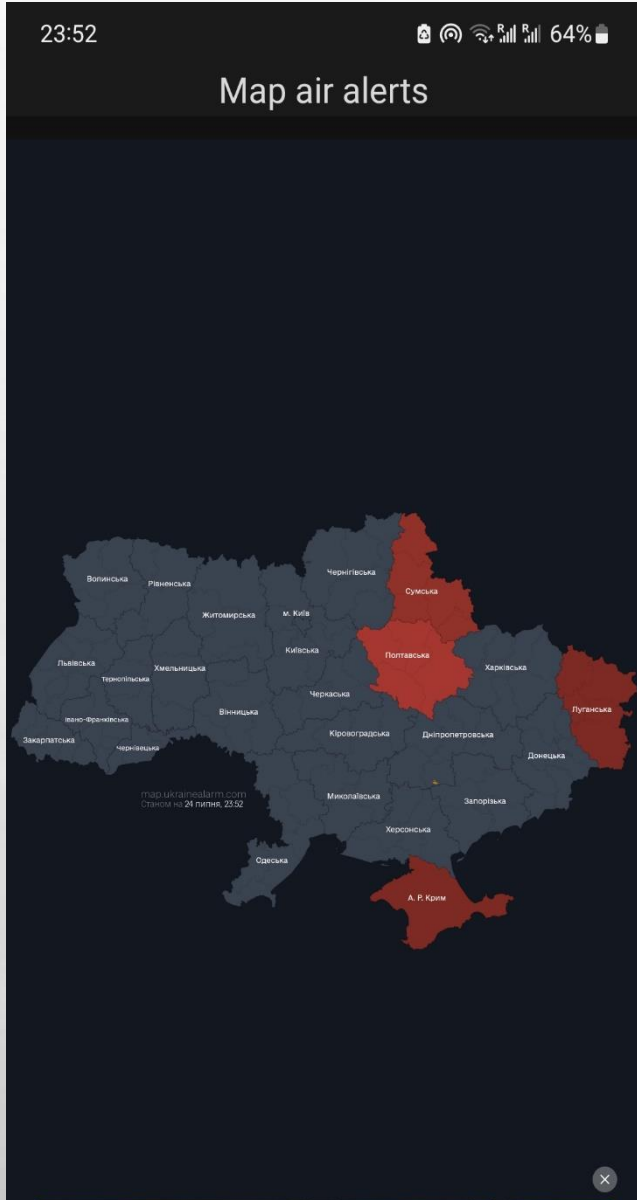 23:52
R R 64%
Map air alerts
Волинська
Рівненська
Житомирська
м. Київ
Чернігівська
Сумська
Київська
Полтавська
Харківська
Львівська
Тернопільська
Хмельницька
Вінницька
Черкаська
Луганська
Івано-Франківська
Закарпатська
Чернівецька
Кіровоградська
Дніпропетровська
Донецька
map.ukrainealarm.com
Станом на 24 липня, 23:52
Миколаївська
Запорізька
Херсонська
Одеська
А. Р. Крим